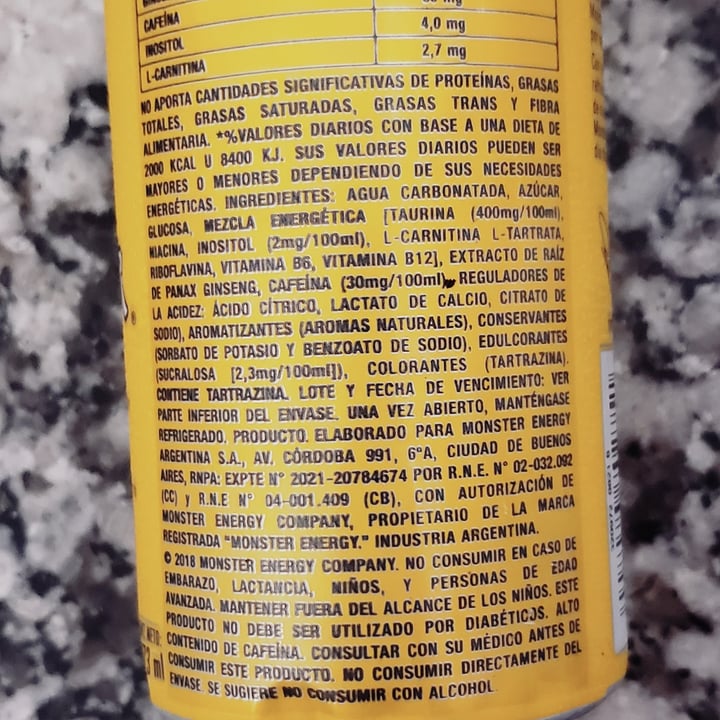 CAFEÍNA 4,0 mg
INOSITOL 2,7 mg
L-CARNITINA
NO APORTA CANTIDADES SIGNIFICATIVAS DE PROTEÍNAS, GRASAS
TOTALES, GRASAS SATURADAS, GRASAS TRANS Y FIBRA
ALIMENTARIA. *%VALORES DIARIOS CON BASE A UNA DIETA DE
2000 KCAL U 8400 KJ. SUS VALORES DIARIOS PUEDEN SER
MAYORES O MENORES DEPENDIENDO DE SUS NECESIDADES
ENERGÉTICAS. INGREDIENTES: AGUA CARBONATADA, AZÚCAR,
GLUCOSA, MEZCLA ENERGÉTICA [TAURINA (400mg/100ml),
NIACINA, INOSITOL (2mg/100ml), L-CARNITINA L-TARTRATA,
RIBOFLAVINA, VITAMINA B6, VITAMINA B12], EXTRACTO DE RAÍZ
DE PANAX GINSENG, CAFEÍNA (30mg/100ml), REGULADORES DE
LA ACIDEZ: ÁCIDO CÍTRICO, LACTATO DE CALCIO, CITRATO DE
SODIO), AROMATIZANTES (AROMAS NATURALES), CONSERVANTES
(SORBATO DE POTASIO Y BENZOATO DE SODIO), EDULCORANTES
(SUCRALOSA [2,3mg/100ml]), COLORANTES (TARTRAZINA).
CONTIENE TARTRAZINA. LOTE Y FECHA DE VENCIMIENTO: VER
PARTE INFERIOR DEL ENVASE. UNA VEZ ABIERTO, MANTÉNGASE
REFRIGERADO, PRODUCTO. ELABORADO PARA MONSTER ENERGY
ARGENTINA S.A., AV. CÓRDOBA 991, 6°A, CIUDAD DE BUENOS
AIRES, RNPA: EXPTE N° 2021-20784674 POR R.N.E. N° 02-032.092
(CC) y R.N.E N° 04-001.409 (CB), CON AUTORIZACIÓN DE
MONSTER ENERGY COMPANY, PROPIETARIO DE LA MARCA
REGISTRADA "MONSTER ENERGY." INDUSTRIA ARGENTINA.
© 2018 MONSTER ENERGY COMPANY. NO CONSUMIR EN CASO DE
EMBARAZO, LACTANCIA, NIÑOS, Y PERSONAS DE EDAD
AVANZADA. MANTENER FUERA DEL ALCANCE DE LOS NIÑOS. ESTE
PRODUCTO NO DEBE SER UTILIZADO POR DIABÉTICOS. ALTO
CONTENIDO DE CAFEÍNA. CONSULTAR CON SU MÉDICO ANTES DE
CONSUMIR ESTE PRODUCTO. NO CONSUMIR DIRECTAMENTE DEL
ENVASE. SE SUGIERE NO CONSUMIR CON ALCOHOL.
NETO:
ml